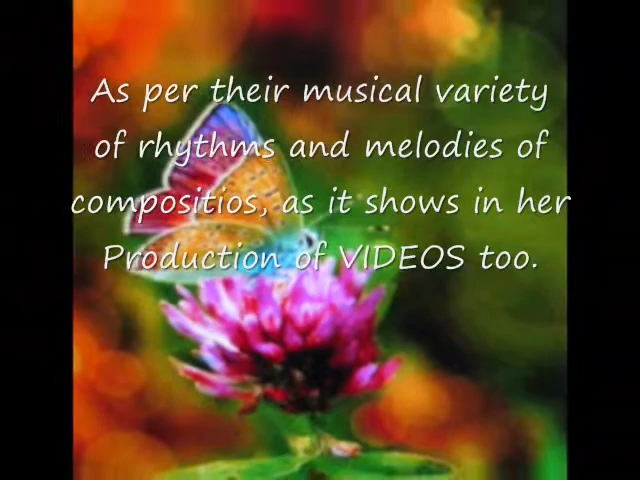 As per their musical variety
of rhythms and melodies of
compositios, as it shows in her
Production of VIDEOS too.